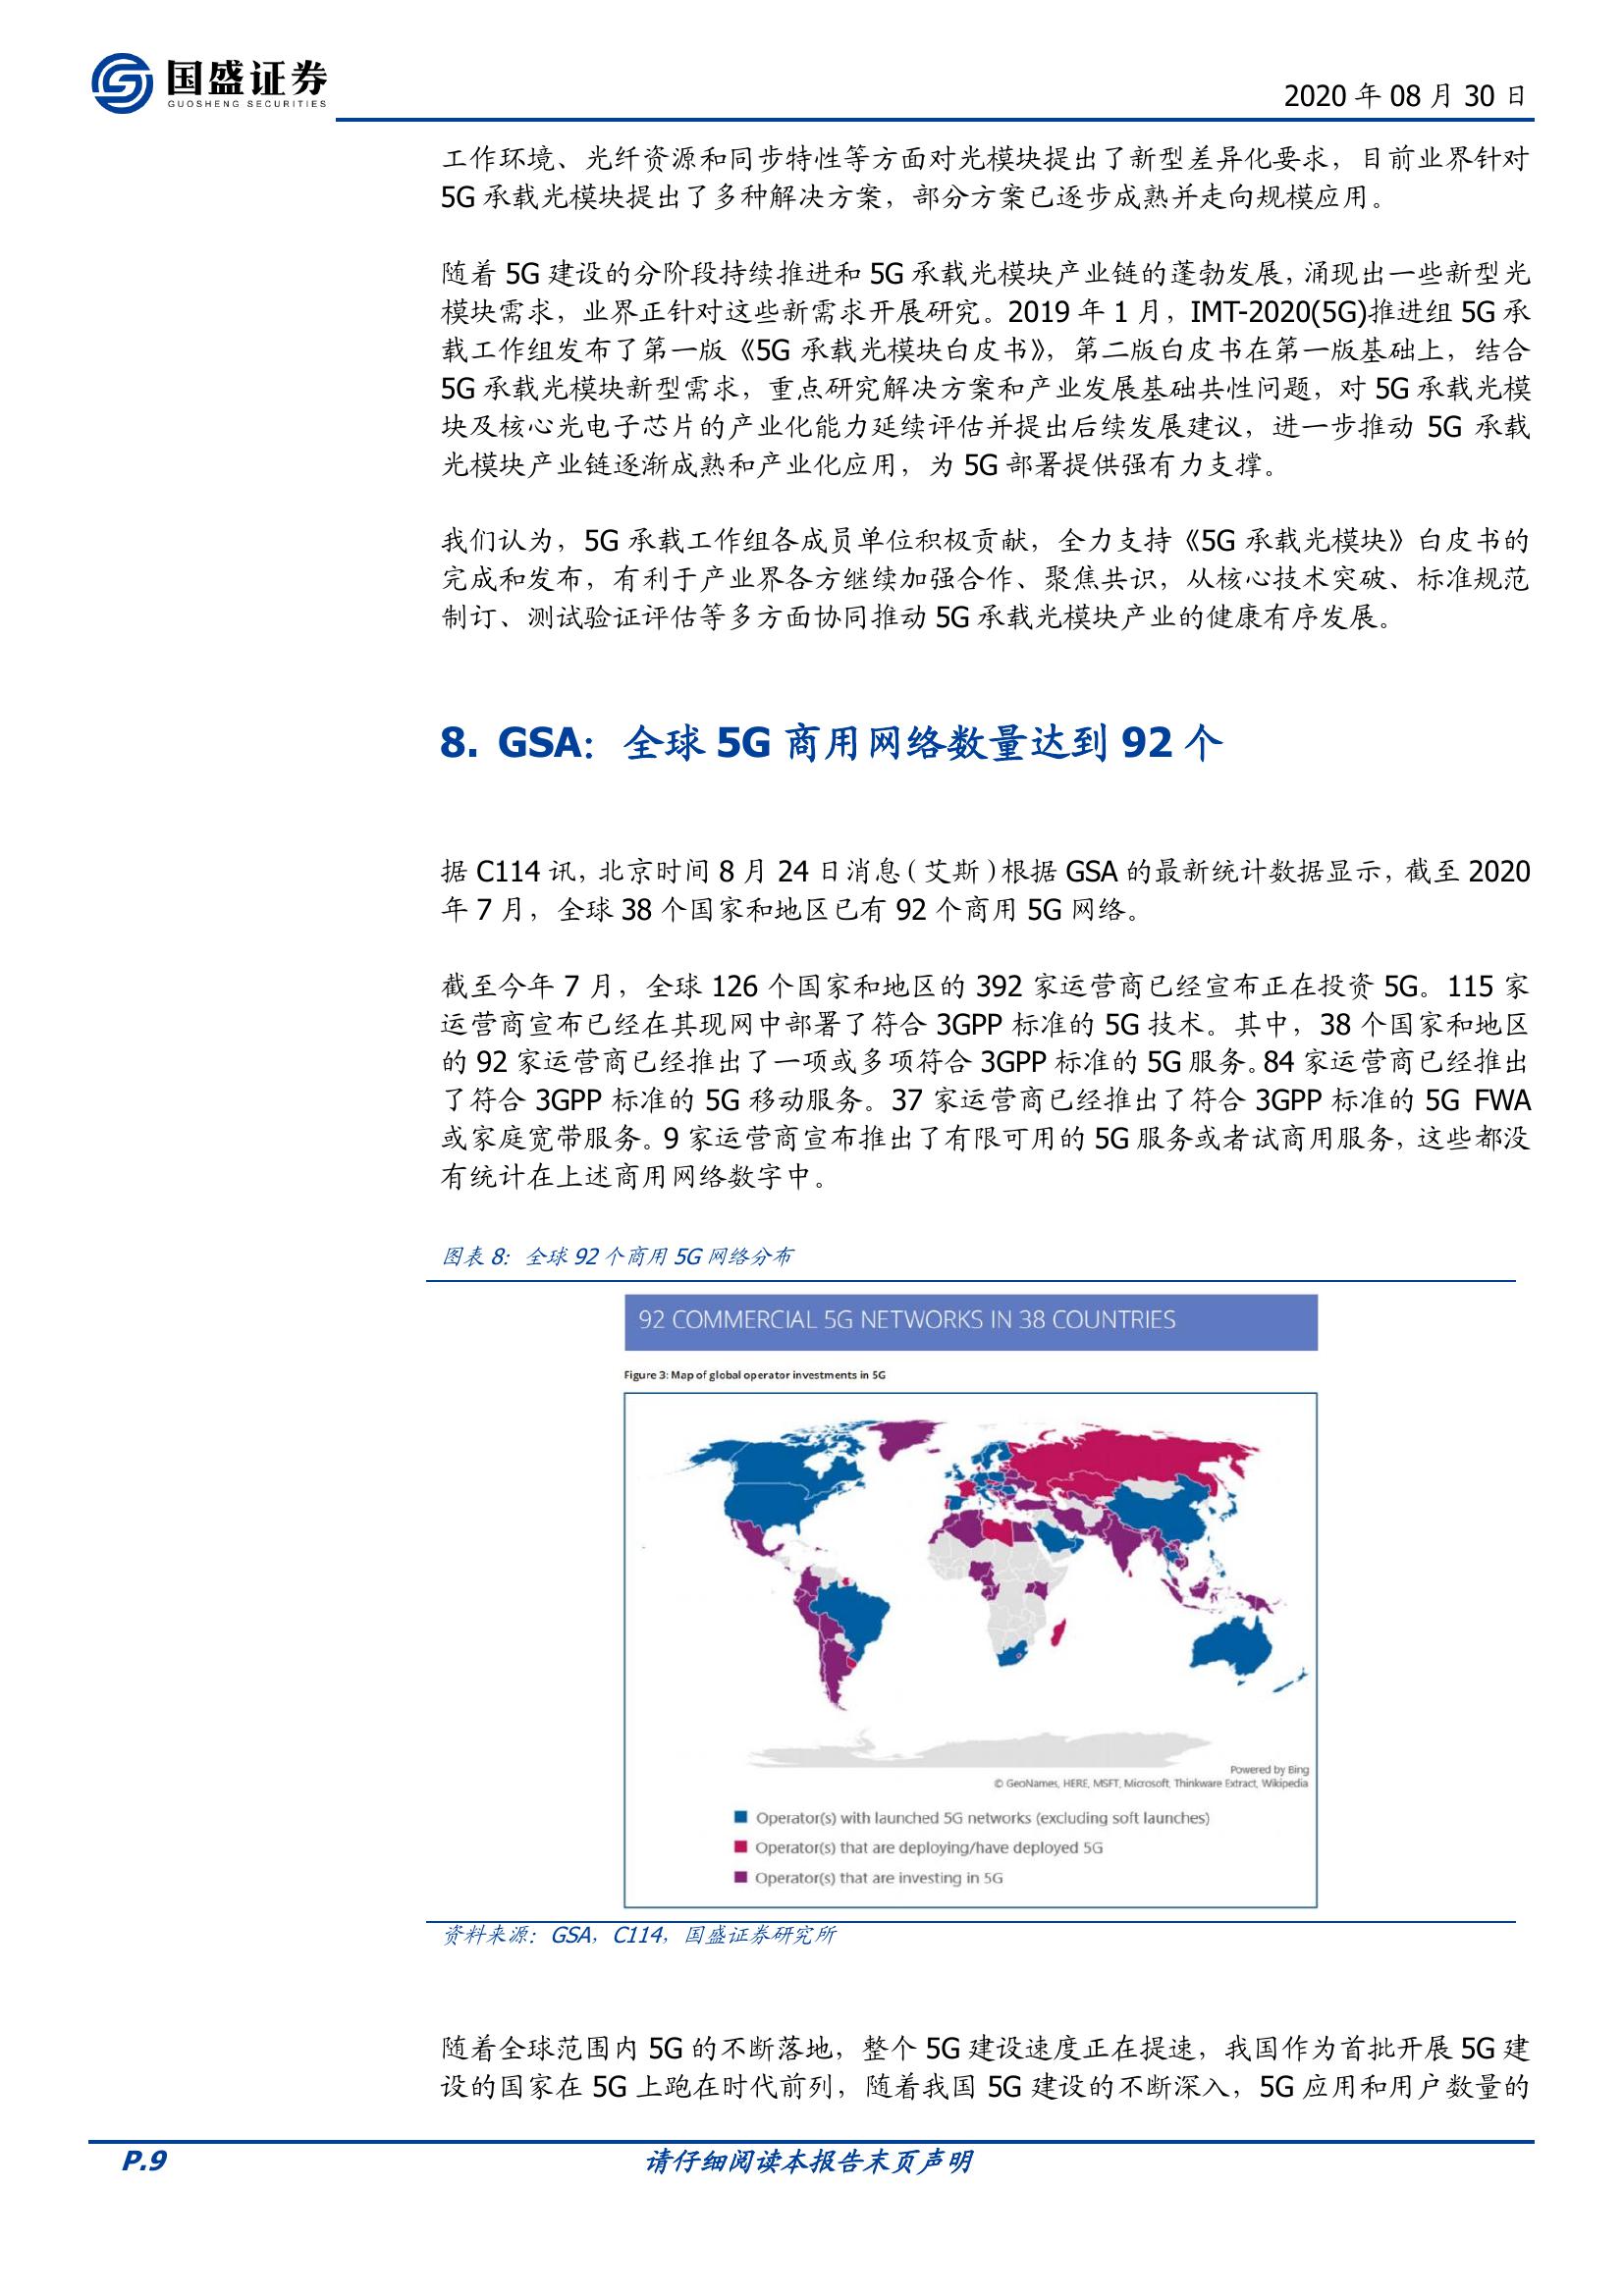 国盛证券
GUOSHENG SECURITIES
2020 年 08 月 30 日
工作环境、光纤资源和同步特性等方面对光模块提出了新型差异化要求，目前业界针对
5G 承载光模块提出了多种解决方案，部分方案已逐步成熟并走向规模应用。
随着 5G 建设的分阶段持续推进和 5G 承载光模块产业链的蓬勃发展，涌现出一些新型光
模块需求，业界正针对这些新需求开展研究。2019 年 1 月，IMT-2020(5G)推进组 5G 承
载工作组发布了第一版《5G 承载光模块白皮书》，第二版白皮书在第一版基础上，结合
5G 承载光模块新型需求，重点研究解决方案和产业发展基础共性问题，对 5G 承载光模
块及核心光电子芯片的产业化能力延续评估并提出后续发展建议，进一步推动 5G 承载
光模块产业链逐渐成熟和产业化应用，为 5G 部署提供强有力支撑。
我们认为，5G 承载工作组各成员单位积极贡献，全力支持《5G 承载光模块》白皮书的
完成和发布，有利于产业界各方继续加强合作、聚焦共识，从核心技术突破、标准规范
制订、测试验证评估等多方面协同推动 5G 承载光模块产业的健康有序发展。
8. GSA：全球 5G 商用网络数量达到 92 个
据 C114 讯，北京时间 8 月 24 日消息（艾斯）根据 GSA 的最新统计数据显示，截至 2020
年 7 月，全球 38 个国家和地区已有 92 个商用 5G 网络。
截至今年 7 月，全球 126 个国家和地区的 392 家运营商已经宣布正在投资 5G。115 家
运营商宣布已经在其现网中部署了符合 3GPP 标准的 5G 技术。其中，38 个国家和地区
的 92 家运营商已经推出了一项或多项符合 3GPP 标准的 5G 服务。84 家运营商已经推出
了符合 3GPP 标准的 5G 移动服务。37 家运营商已经推出了符合 3GPP 标准的 5G FWA
或家庭宽带服务。9 家运营商宣布推出了有限可用的 5G 服务或者试商用服务，这些都没
有统计在上述商用网络数字中。
图表 8：全球 92 个商用 5G 网络分布
92 COMMERCIAL 5G NETWORKS IN 38 COUNTRIES
Figure 3: Map of global operator investments in 5G
Powered by Bing
© GeoNames, HERE, MSFT, Microsoft, Thinkware Extract, Wikipedia
Operator(s) with launched 5G networks (excluding soft launches)
Operator(s) that are deploying/have deployed 5G
Operator(s) that are investing in 5G
资料来源：GSA，C114，国盛证券研究所
随着全球范围内 5G 的不断落地，整个 5G 建设速度正在提速，我国作为首批开展 5G 建
设的国家在 5G 上跑在时代前列，随着我国 5G 建设的不断深入，5G 应用和用户数量的
P.9
请仔细阅读本报告末页声明